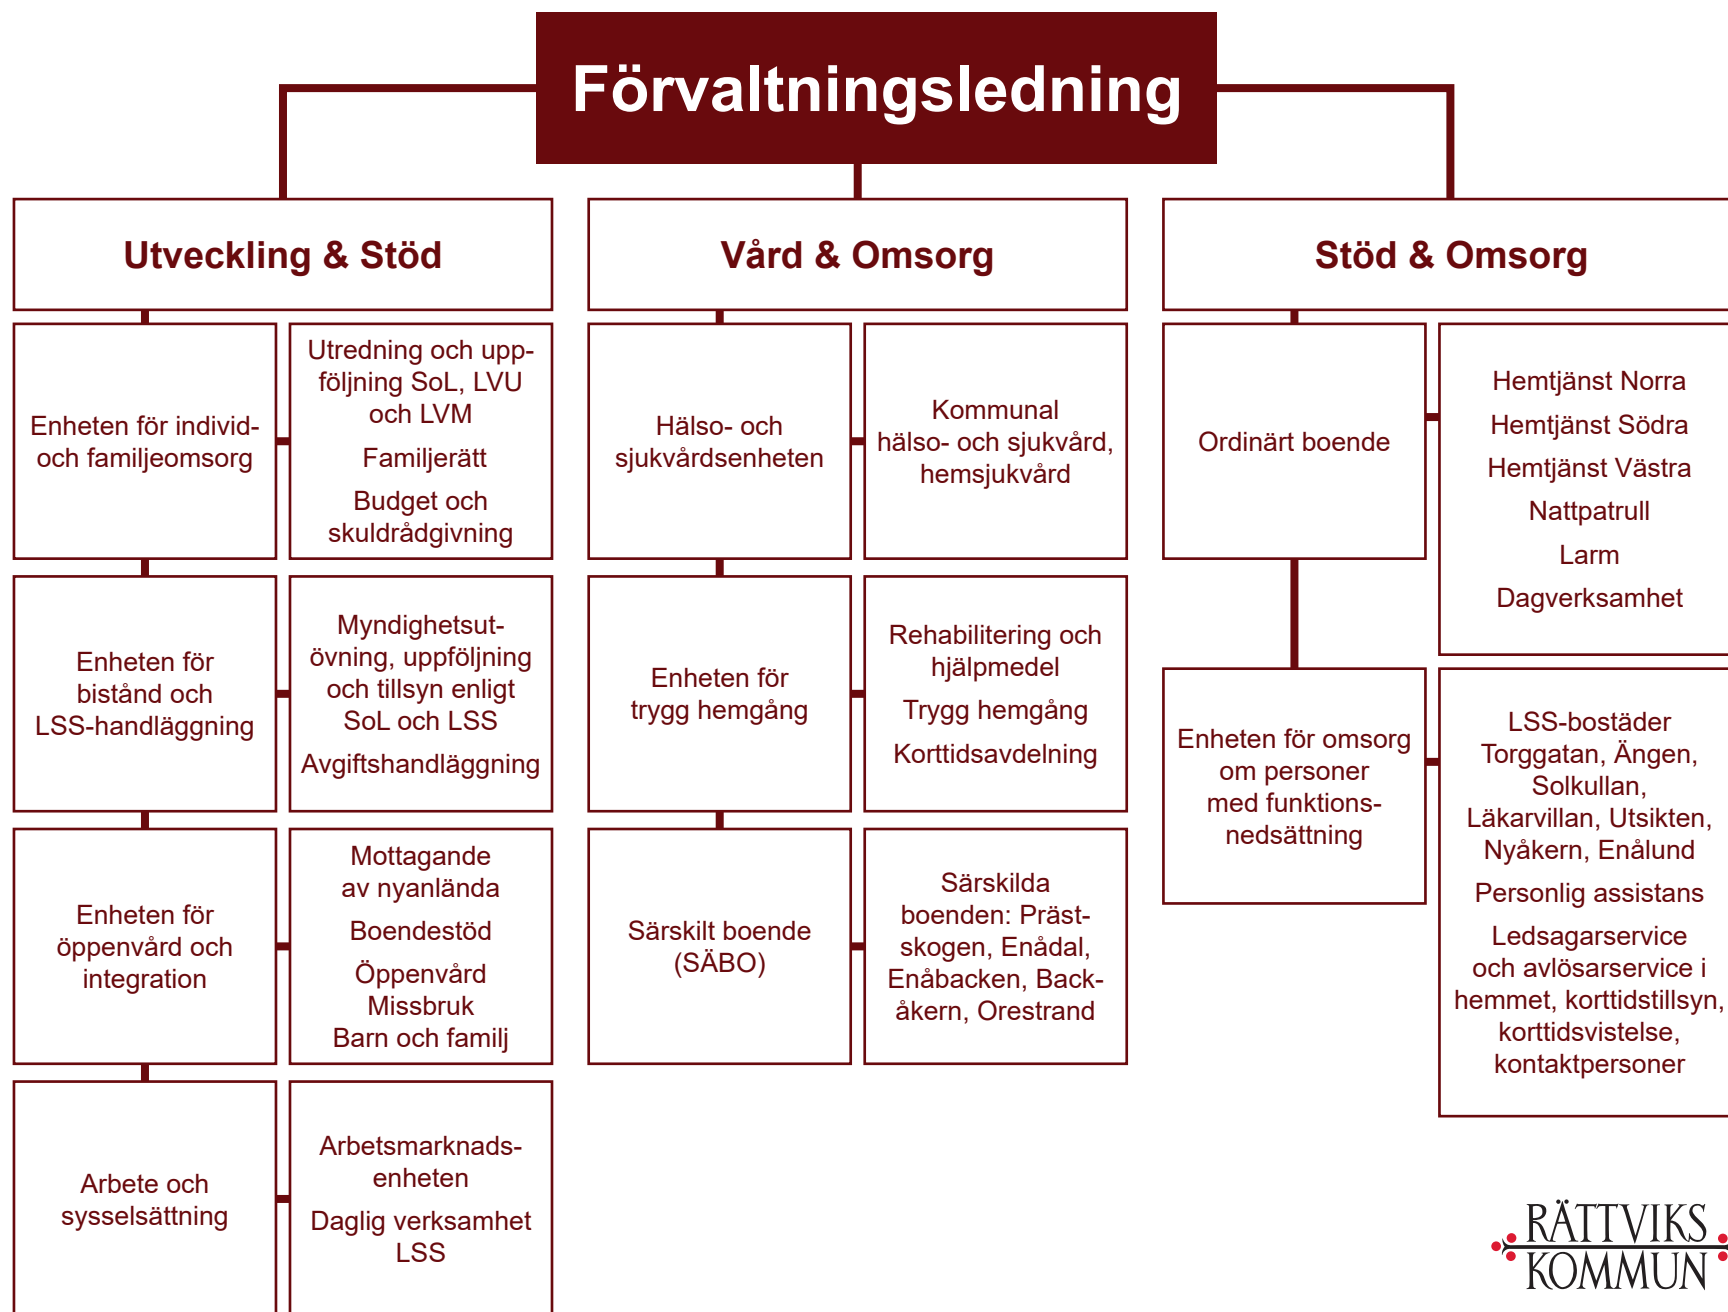 Förvaltningsledning
Utveckling & Stöd
Enheten för individ-
och familjeomsorg
Utredning och upp-
följning SoL, LVU
och LVM
Familjerätt
Budget och
skuldrådgivning
Enheten för
bistånd och
LSS-handläggning
Myndighetsut-
övning, uppföljning
och tillsyn enligt
SoL och LSS
Avgiftshandläggning
Enheten för
öppenvård och
integration
Mottagande
av nyanlända
Boendestöd
Öppenvård
Missbruk
Barn och familj
Arbete och
sysselsättning
Arbetsmarknads-
enheten
Daglig verksamhet
LSS
Vård & Omsorg
Hälso- och
sjukvårdsenheten
Kommunal
hälso- och sjukvård,
hemsjukvård
Enheten för
trygg hemgång
Rehabilitering och
hjälpmedel
Trygg hemgång
Korttidsavdelning
Särskilt boende
(SÄBO)
Särskilda
boenden: Präst-
skogen, Enådal,
Enåbacken, Back-
åkern, Orestrand
Stöd & Omsorg
Ordinärt boende
Hemtjänst Norra
Hemtjänst Södra
Hemtjänst Västra
Nattpatrull
Larm
Dagverksamhet
Enheten för omsorg
om personer
med funktions-
nedsättning
LSS-bostäder
Torggatan, Ängen,
Solkullan,
Läkarvillan, Utsikten,
Nyåkern, Enålund
Personlig assistans
Ledsagarservice
och avlösarservice i
hemmet, korttidstillsyn,
korttidsvistelse,
kontaktpersoner
RÄTTVIKS
KOMMUN